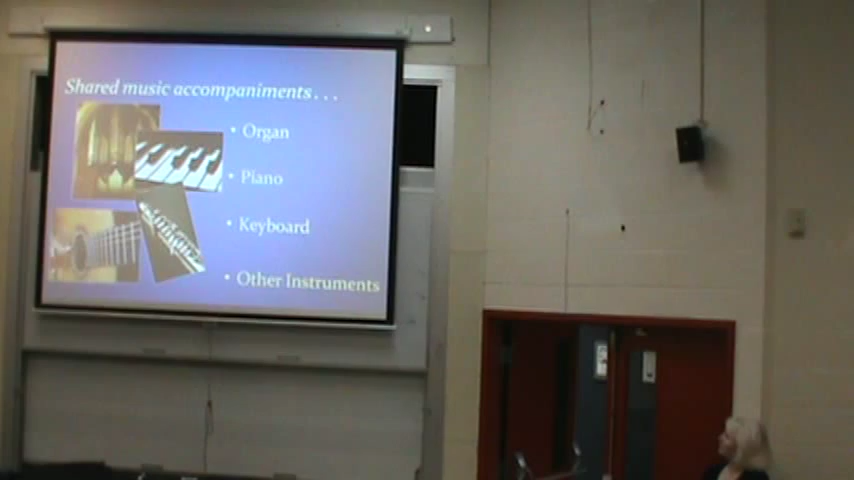 Shared music accompaniments . . .
• Organ
• Piano
• Keyboard
• Other Instruments